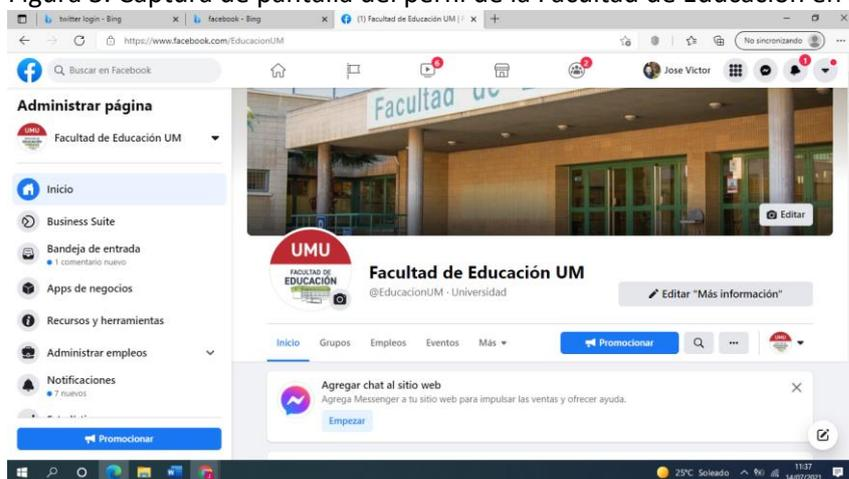 Figura 3. Captura de pantalla del perfil de la Facultad de Educación en
twitter login - Bing
facebook - Bing
(1) Facultad de Educación UM |
https://www.facebook.com/EducacionUM
No sincronizando
Buscar en Facebook
6
2
Jose Victor
1
Administrar página
UMU
Facultad de Educación UM
Inicio
Business Suite
Bandeja de entrada
1 comentario nuevo
Apps de negocios
Recursos y herramientas
Administrar empleos
Notificaciones
7 nuevos
Promocionar
Facultad
Editar
UMU
FACULTAD DE
EDUCACIÓN
Facultad de Educación UM
@EducacionUM · Universidad
Editar "Más información"
Inicio
Grupos
Empleos
Eventos
Más
Promocionar
Agregar chat al sitio web
Agrega Messenger a tu sitio web para impulsar las ventas y ofrecer ayuda.
Empezar
25°C Soleado
11:37
14/07/2021